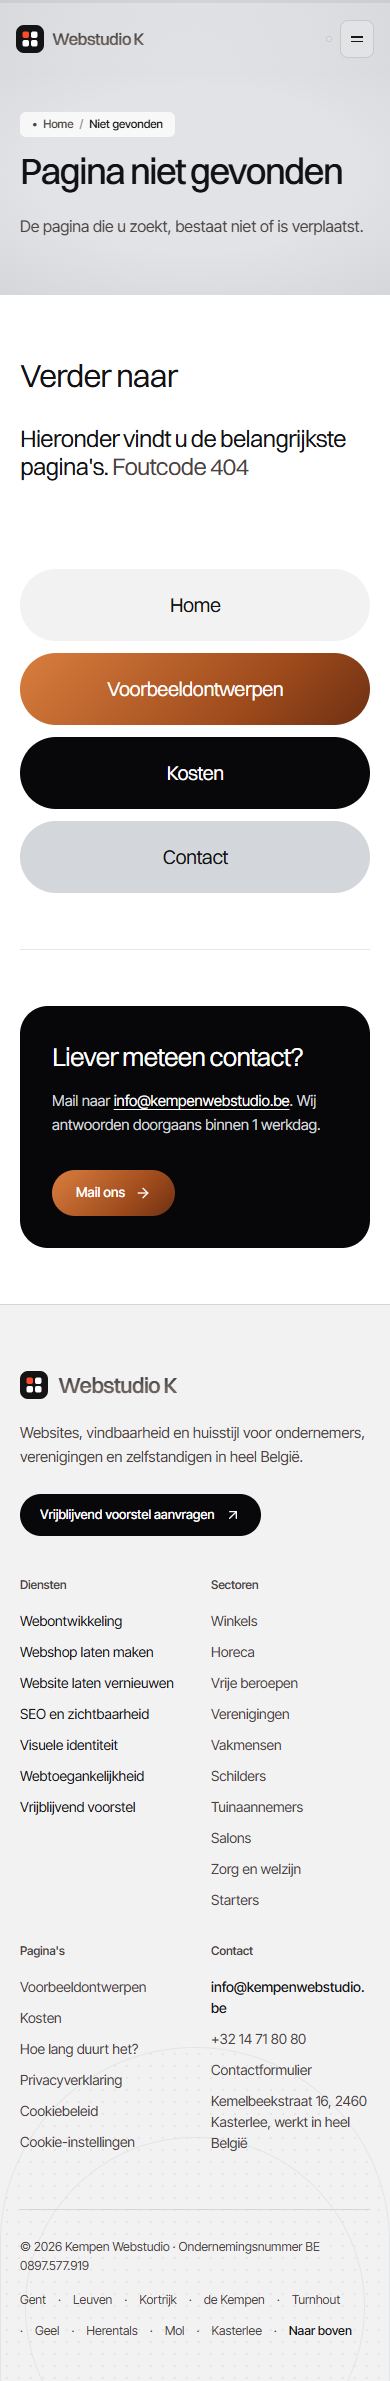 Webstudio K
• Home / Niet gevonden
Pagina niet gevonden
De pagina die u zoekt, bestaat niet of is verplaatst.
Verder naar
Hieronder vindt u de belangrijkste
pagina's. Foutcode 404
Home
Voorbeeldontwerpen
Kosten
Contact
Liever meteen contact?
Mail naar info@kempenwebstudio.be. Wij
antwoorden doorgaans binnen 1 werkdag.
Mail ons →
Webstudio K
Websites, vindbaarheid en huisstijl voor ondernemers,
verenigingen en zelfstandigen in heel België.
Vrijblijvend voorstel aanvragen ↗
Diensten
Webontwikkeling
Webshop laten maken
Website laten vernieuwen
SEO en zichtbaarheid
Visuele identiteit
Webtoegankelijkheid
Vrijblijvend voorstel
Sectoren
Winkels
Horeca
Vrije beroepen
Verenigingen
Vakmensen
Schilders
Tuinaannemers
Salons
Zorg en welzijn
Starters
Pagina's
Voorbeeldontwerpen
Kosten
Hoe lang duurt het?
Privacyverklaring
Cookiebeleid
Cookie-instellingen
Contact
info@kempenwebstudio.
be
+32 14 71 80 80
Contactformulier
Kemelbeekstraat 16, 2460
Kasterlee, werkt in heel
België
© 2026 Kempen Webstudio · Ondernemingsnummer BE
0897.577.919
Gent · Leuven · Kortrijk · de Kempen · Turnhout
· Geel · Herentals · Mol · Kasterlee · Naar boven